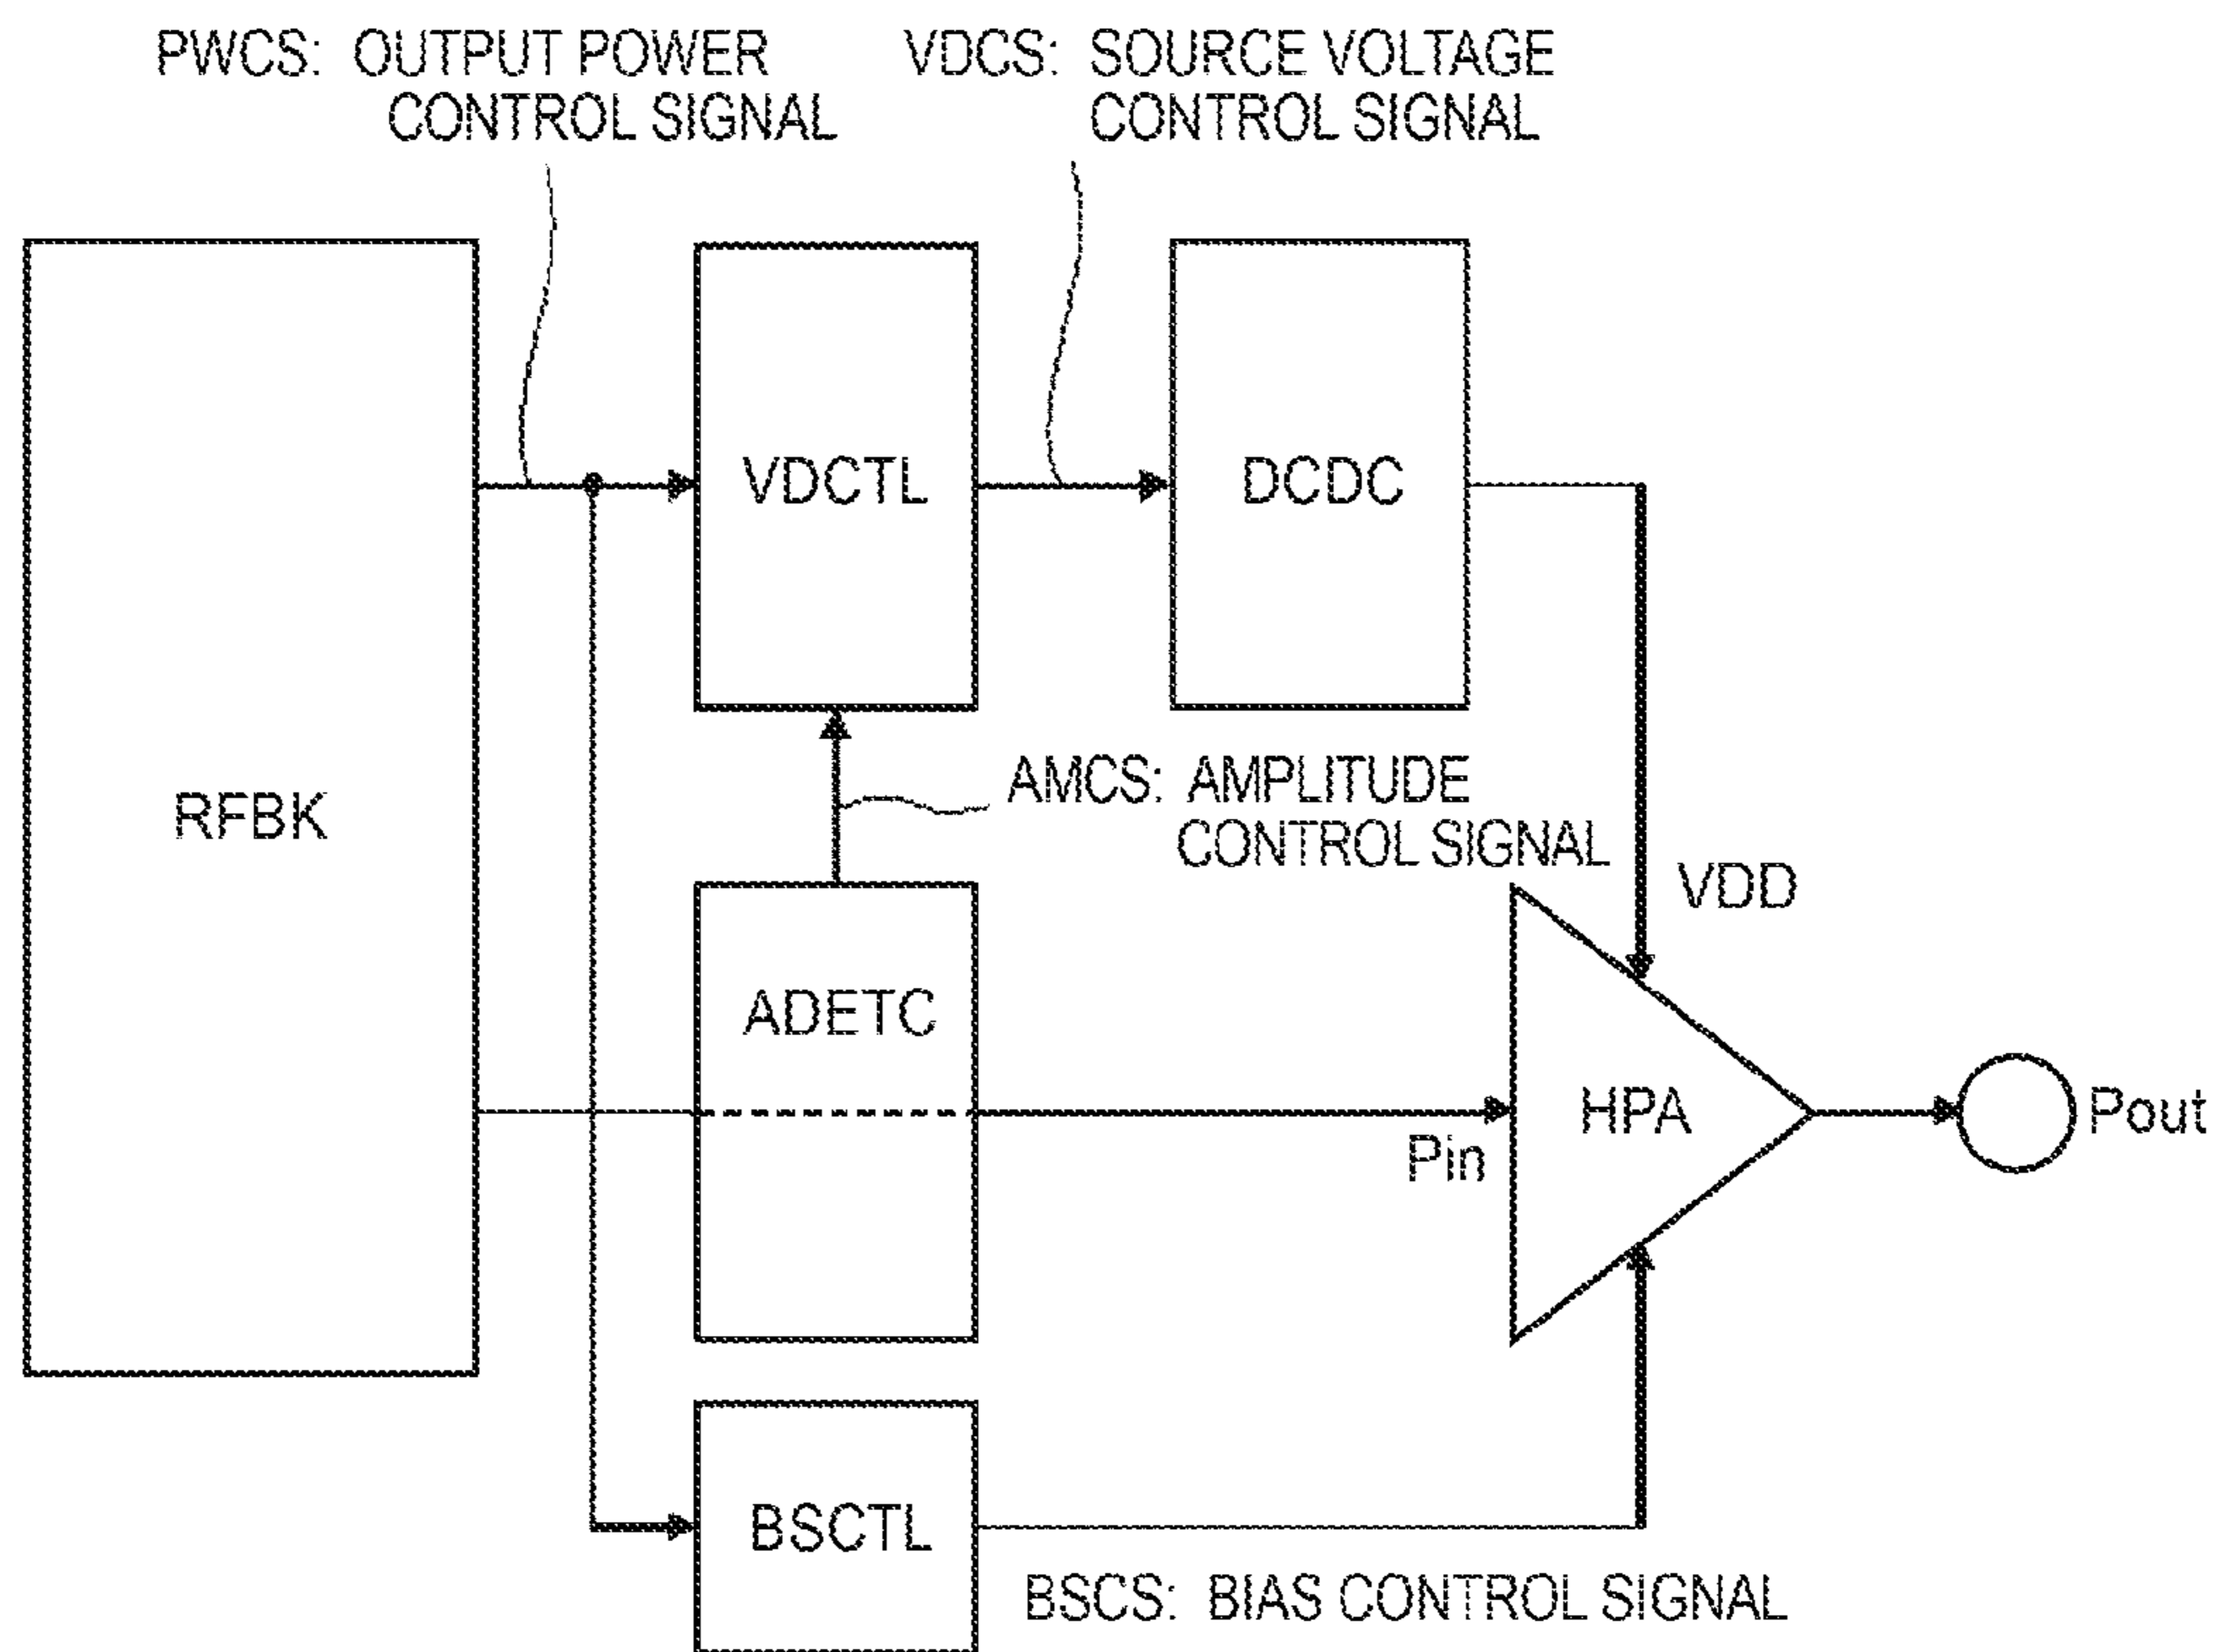 PWCS: OUTPUT POWER
CONTROL SIGNAL
VDCS: SOURCE VOLTAGE
CONTROL SIGNAL
VDCTL
DCDC
RFBK
AMCS: AMPLITUDE
CONTROL SIGNAL
VDD
ADETC
HPA
Pout
Pin
BSCTL
BSCS: BIAS CONTROL SIGNAL